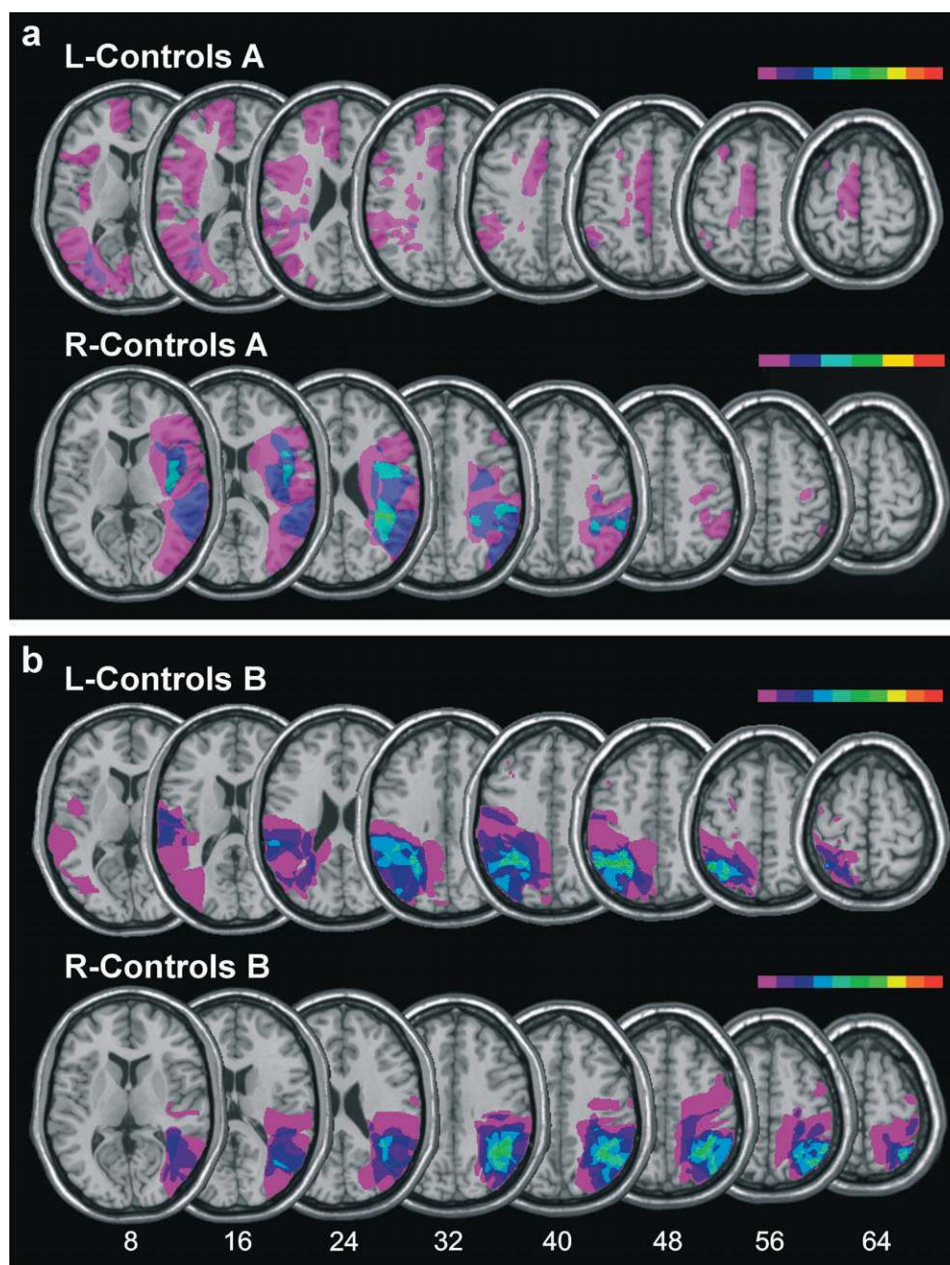 a
L-Controls A
R-Controls A
b
L-Controls B
R-Controls B
8 16 24 32 40 48 56 64